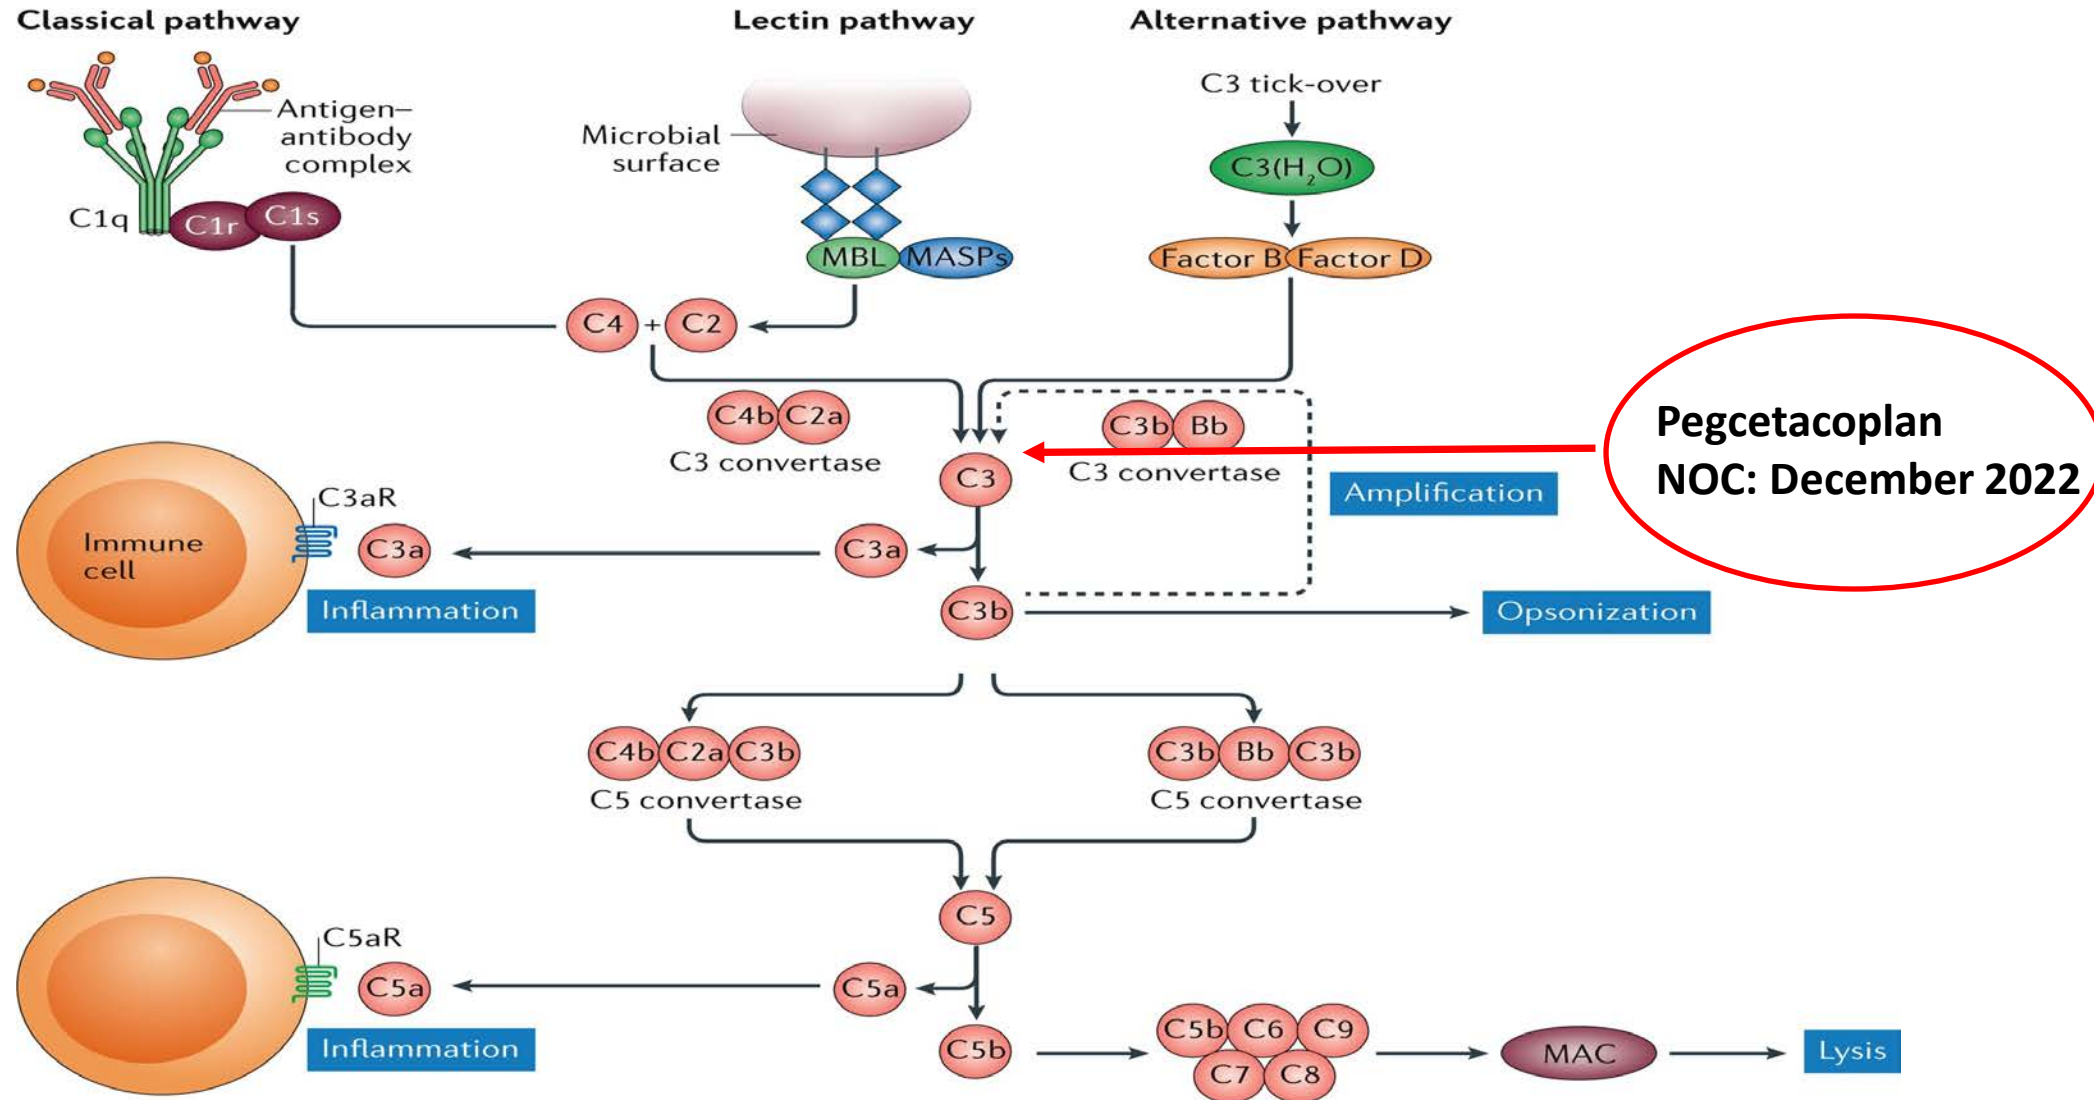 Classical pathway
Lectin pathway
Alternative pathway
Antigen–
antibody
complex
C1q
C1r
C1s
Microbial
surface
MBL
MASPs
C3 tick-over
C3(H₂O)
Factor B
Factor D
C4
+
C2
C4b
C2a
C3 convertase
C3b
Bb
C3 convertase
C3
Amplification
Pegcetacoplan
NOC: December 2022
Immune
cell
C3aR
C3a
C3a
Inflammation
C3b
Opsonization
C4b
C2a
C3b
C5 convertase
C3b
Bb
C3b
C5 convertase
C5
C5aR
C5a
C5a
Inflammation
C5b
C5b
C6
C9
C7
C8
MAC
Lysis